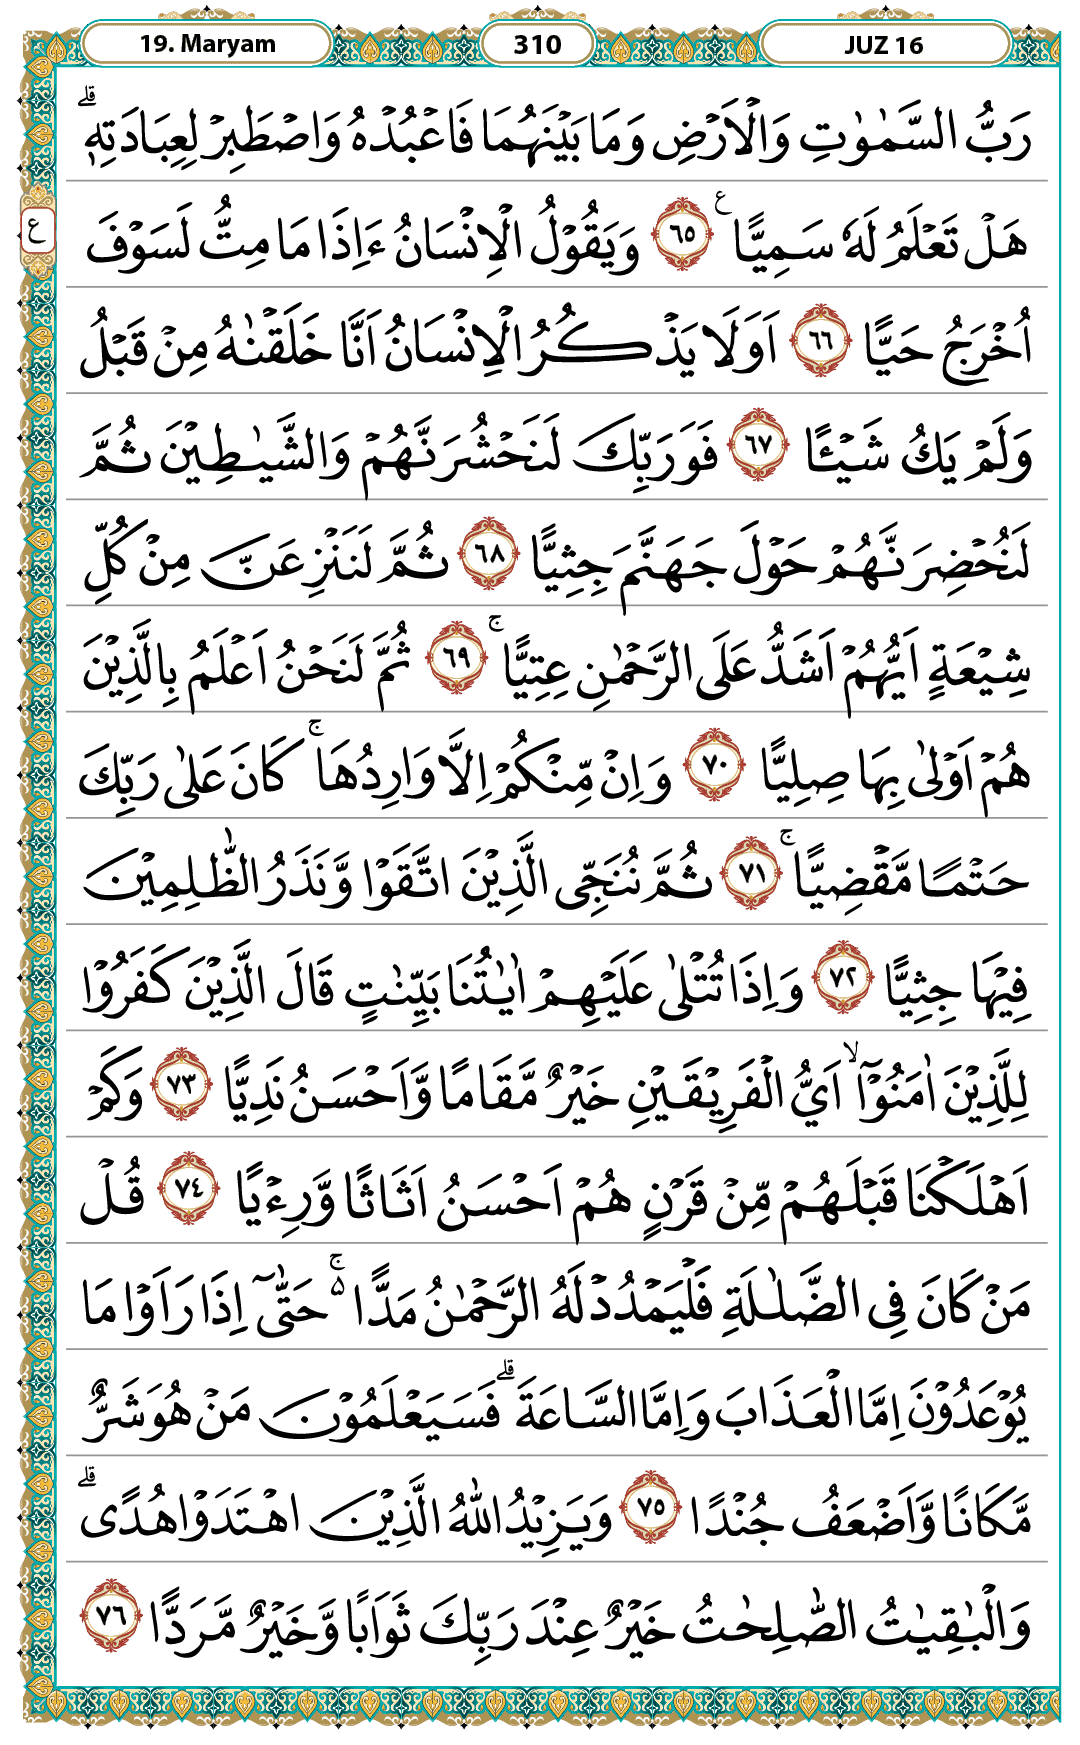 19. Maryam
310
JUZ 16
رَبُّ السَّمٰوٰتِ وَالْاَرْضِ وَمَا بَيْنَهُمَا فَاعْبُدْهُ وَاصْطَبِرْ لِعِبَادَتِهٖۗ
ع
هَلْ تَعْلَمُ لَهٗ سَمِيًّا ࣖ ٦٥ وَيَقُوْلُ الْاِنْسَانُ ءَاِذَا مَا مِتُّ لَسَوْفَ
اُخْرَجُ حَيًّا ٦٦ اَوَلَا يَذْكُرُ الْاِنْسَانُ اَنَّا خَلَقْنٰهُ مِنْ قَبْلُ
وَلَمْ يَكُ شَيْـًٔا ٦٧ فَوَرَبِّكَ لَنَحْشُرَنَّهُمْ وَالشَّيٰطِيْنَ ثُمَّ
لَنُحْضِرَنَّهُمْ حَوْلَ جَهَنَّمَ جِثِيًّا ٦٨ ثُمَّ لَنَنْزِعَنَّ مِنْ كُلِّ
شِيْعَةٍ اَيُّهُمْ اَشَدُّ عَلَى الرَّحْمٰنِ عِتِيًّا ۚ ٦٩ ثُمَّ لَنَحْنُ اَعْلَمُ بِالَّذِيْنَ
هُمْ اَوْلٰى بِهَا صِلِيًّا ٧٠ وَاِنْ مِّنْكُمْ اِلَّا وَارِدُهَا ۚ كَانَ عَلٰى رَبِّكَ
حَتْمًا مَّقْضِيًّا ۚ ٧١ ثُمَّ نُنَجِّى الَّذِيْنَ اتَّقَوْا وَّنَذَرُ الظّٰلِمِيْنَ
فِيْهَا جِثِيًّا ٧٢ وَاِذَا تُتْلٰى عَلَيْهِمْ اٰيٰتُنَا بَيِّنٰتٍ قَالَ الَّذِيْنَ كَفَرُوْا
لِلَّذِيْنَ اٰمَنُوْٓا ۙ اَيُّ الْفَرِيْقَيْنِ خَيْرٌ مَّقَامًا وَّاَحْسَنُ نَدِيًّا ٧٣ وَكَمْ
اَهْلَكْنَا قَبْلَهُمْ مِّنْ قَرْنٍ هُمْ اَحْسَنُ اَثَاثًا وَّرِءْيًا ٧٤ قُلْ
مَنْ كَانَ فِى الضَّلٰلَةِ فَلْيَمْدُدْ لَهُ الرَّحْمٰنُ مَدًّا ەۚ حَتّٰىٓ اِذَا رَاَوْا مَا
يُوْعَدُوْنَ اِمَّا الْعَذَابَ وَاِمَّا السَّاعَةَ ۗ فَسَيَعْلَمُوْنَ مَنْ هُوَ شَرٌّ
مَّكَانًا وَّاَضْعَفُ جُنْدًا ٧٥ وَيَزِيْدُ اللّٰهُ الَّذِيْنَ اهْتَدَوْا هُدًىۗ
وَالْبٰقِيٰتُ الصّٰلِحٰتُ خَيْرٌ عِنْدَ رَبِّكَ ثَوَابًا وَّخَيْرٌ مَّرَدًّا ٧٦